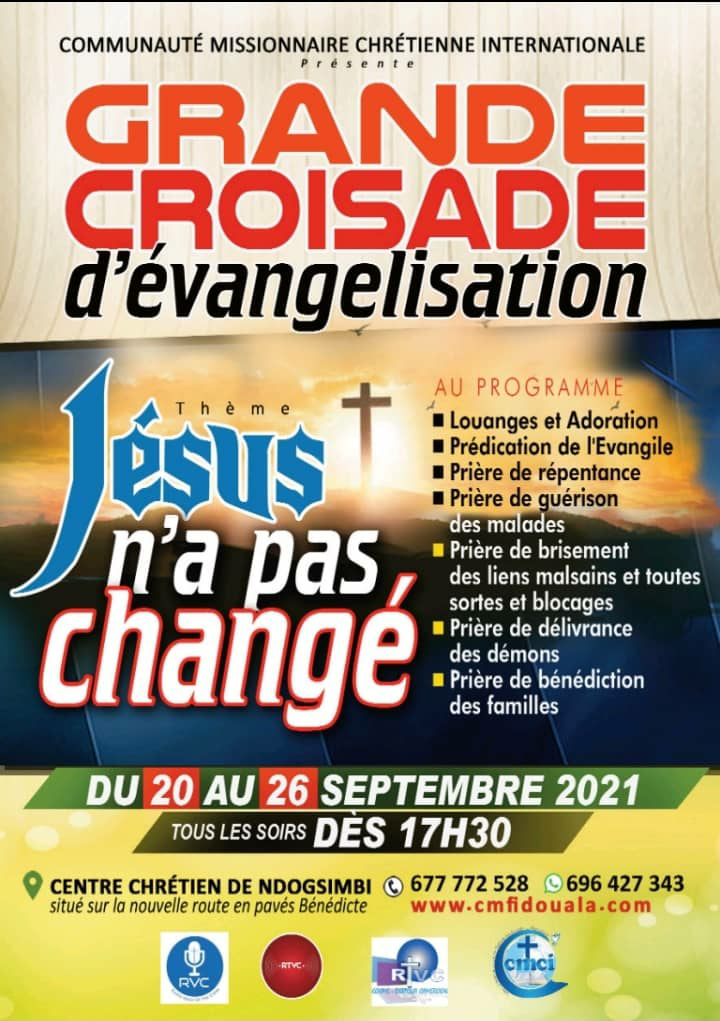 COMMUNAUTÉ MISSIONNAIRE CHRÉTIENNE INTERNATIONALE
Présente
GRANDE
CROISADE
d'évangelisation
Thème
Jésus
n'a pas
changé
AU PROGRAMME
Louanges et Adoration
Prédication de l'Evangile
Prière de répentance
Prière de guérison
des malades
Prière de brisement
des liens malsains et toutes
sortes et blocages
Prière de délivrance
des démons
Prière de bénédiction
des familles
DU 20 AU 26 SEPTEMBRE 2021
TOUS LES SOIRS DÈS 17H30
CENTRE CHRÉTIEN DE NDOGSIMBI
situé sur la nouvelle route en pavés Bénédicte
677 772 528 696 427 343
www.cmfidouala.com
RVC
RTVC
RTVC
cmci